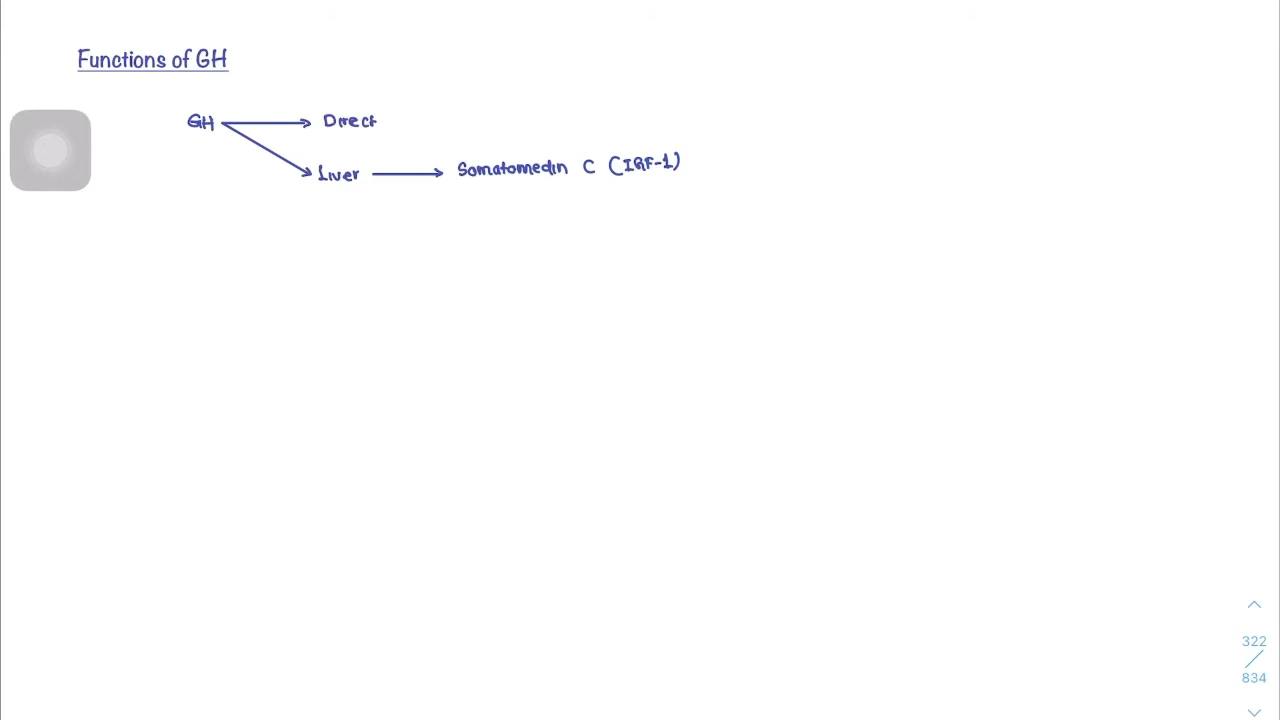 Functions of GH
GH → Direct
Liver → Somatomedin C (IGF-1)
322
834